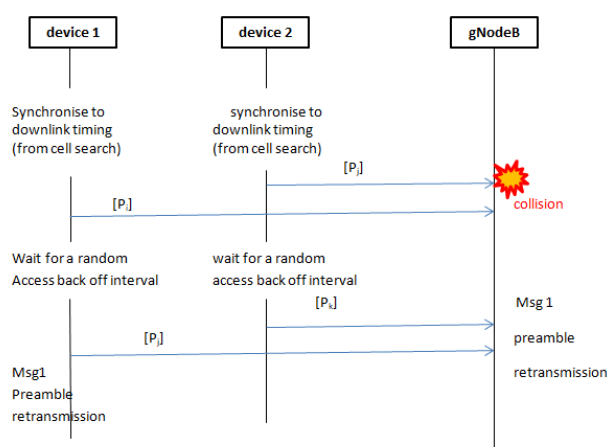 device 1
device 2
gNodeB
Synchronise to
downlink timing
(from cell search)
synchronise to
downlink timing
(from cell search)
[Pj]
[Pi]
collision
Wait for a random
Access back off interval
wait for a random
access back off interval
[Pk]
Msg 1
preamble
retransmission
[Pj]
Msg1
Preamble
retransmission